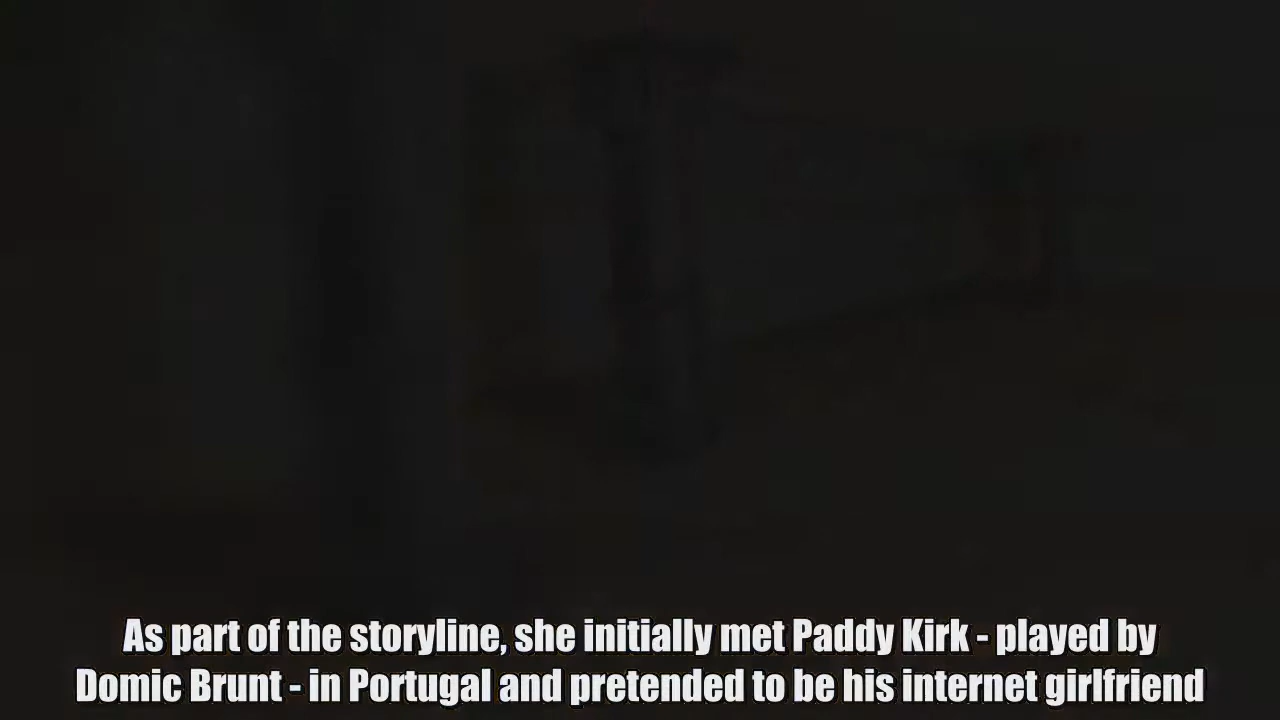 As part of the storyline, she initially met Paddy Kirk - played by
Domic Brunt - in Portugal and pretended to be his internet girlfriend